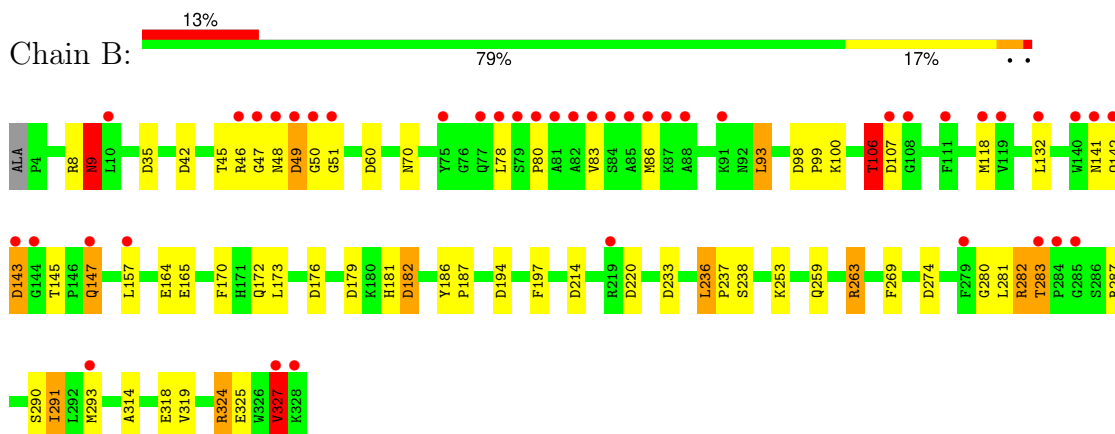 13%
Chain B:
79% 17% • •
ALA P4 R8 N9 L10 D35 D42 T45 R46 G47 N48 D49 G50 G51 D60 N70 Y75 G76 Q77 L78 S79 P80 A81 A82 V83 S84 A85 M86 K87 A88 K91 N92 L93 D98 P99 K100 T106 D107 G108 F111 M118 V119 L132 W140 N141
D143 G144 T145 P146 Q147 L157 E164 E165 F170 H171 Q172 L173 D176 D179 K180 H181 D182 Y186 P187 D194 F197 D214 R219 D220 D233 L236 P237 S238 K253 Q259 R263 F269 D274 F279 G280 L281 R282 T283 P284 G285 S286
S290 I291 L292 M293 A314 E318 V319 R324 E325 W326 V327 K328